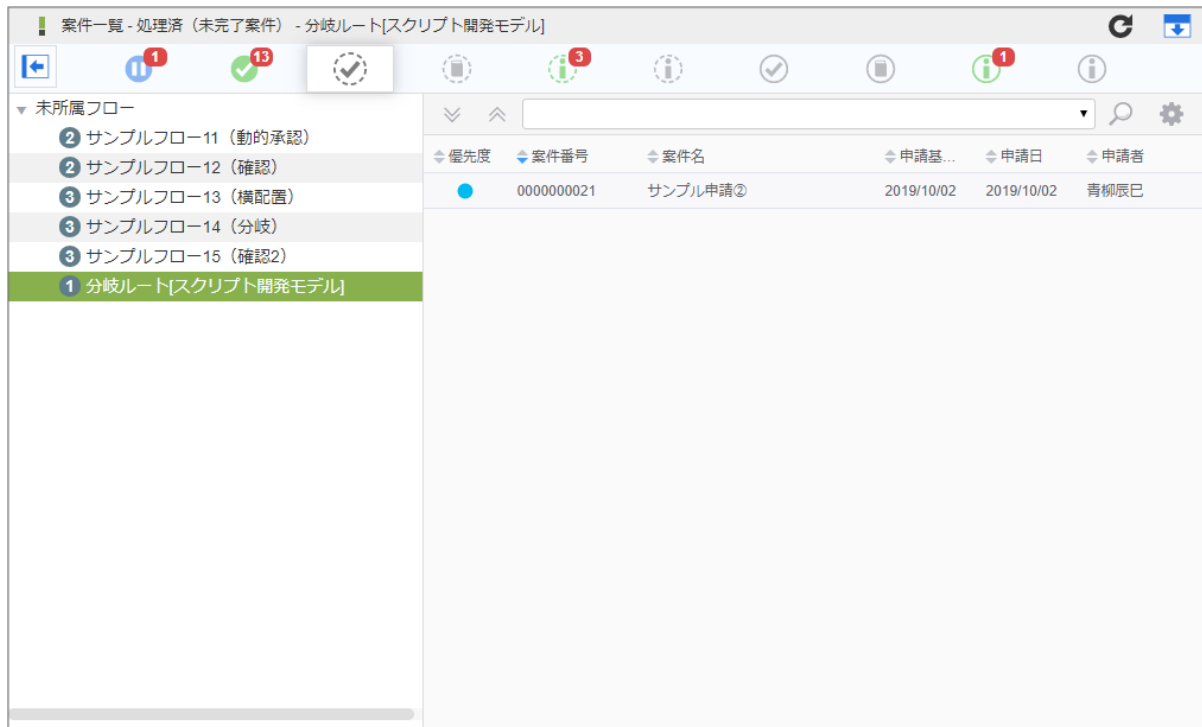 案件一覧 - 処理済（未完了案件） - 分岐ルート[スクリプト開発モデル]
1 13 3 1
未所属フロー
2 サンプルフロー11（動的承認）
2 サンプルフロー12（確認）
3 サンプルフロー13（横配置）
3 サンプルフロー14（分岐）
3 サンプルフロー15（確認2）
1 分岐ルート[スクリプト開発モデル]
優先度 案件番号 案件名 申請基... 申請日 申請者
0000000021 サンプル申請② 2019/10/02 2019/10/02 青柳辰巳